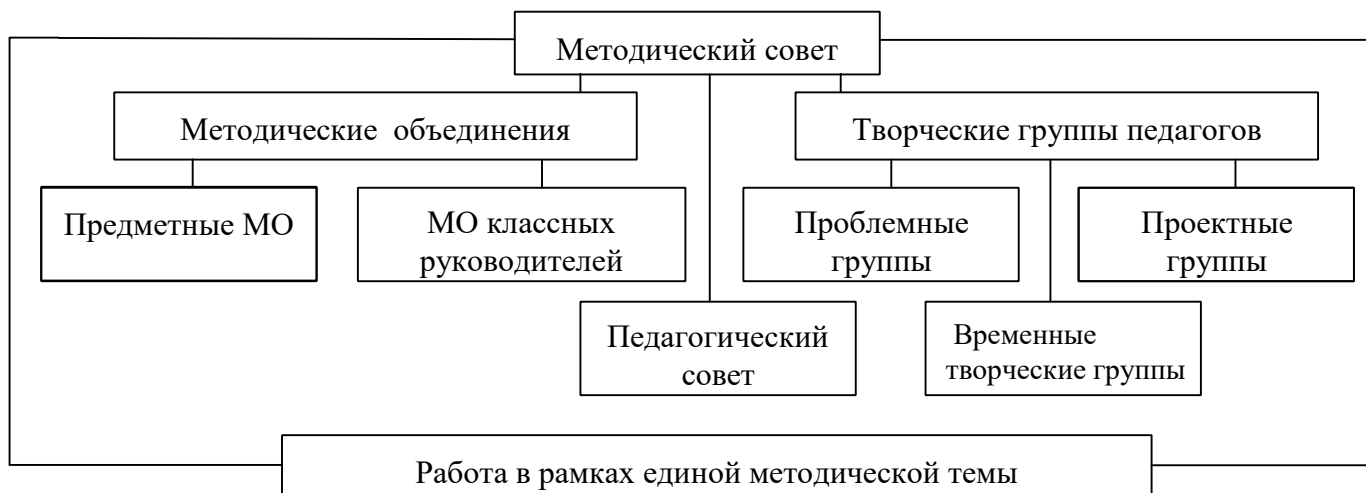 Методический совет
Методические объединения
Творческие группы педагогов
Предметные МО
МО классных
руководителей
Проблемные
группы
Проектные
группы
Педагогический
совет
Временные
творческие группы
Работа в рамках единой методической темы